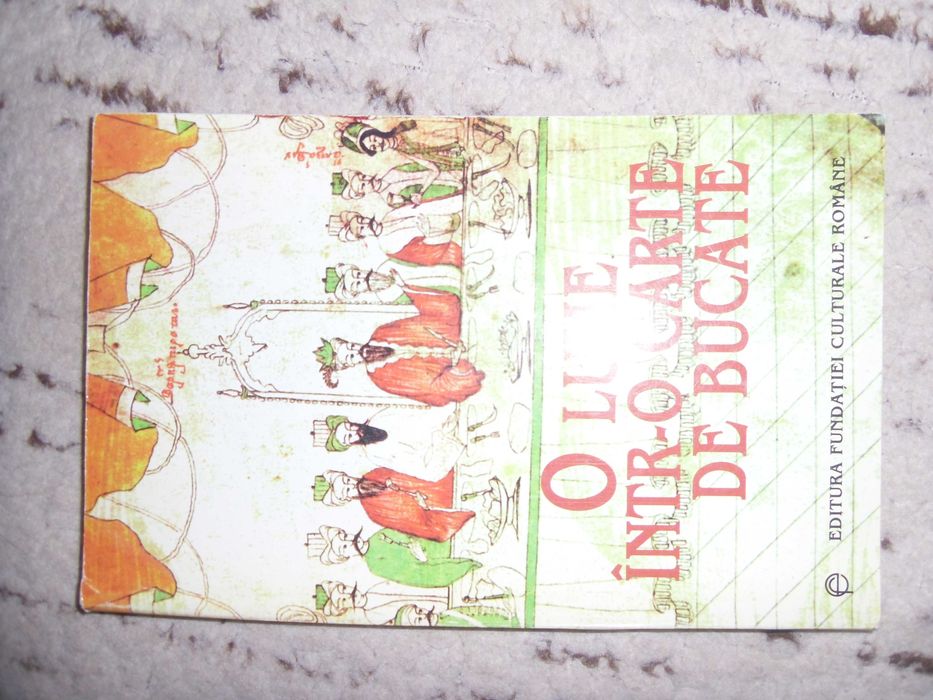 O LUME
ÎNTR-O CARTE
DE BUCATE
EDITURA FUNDAȚIEI CULTURALE ROMÂNE